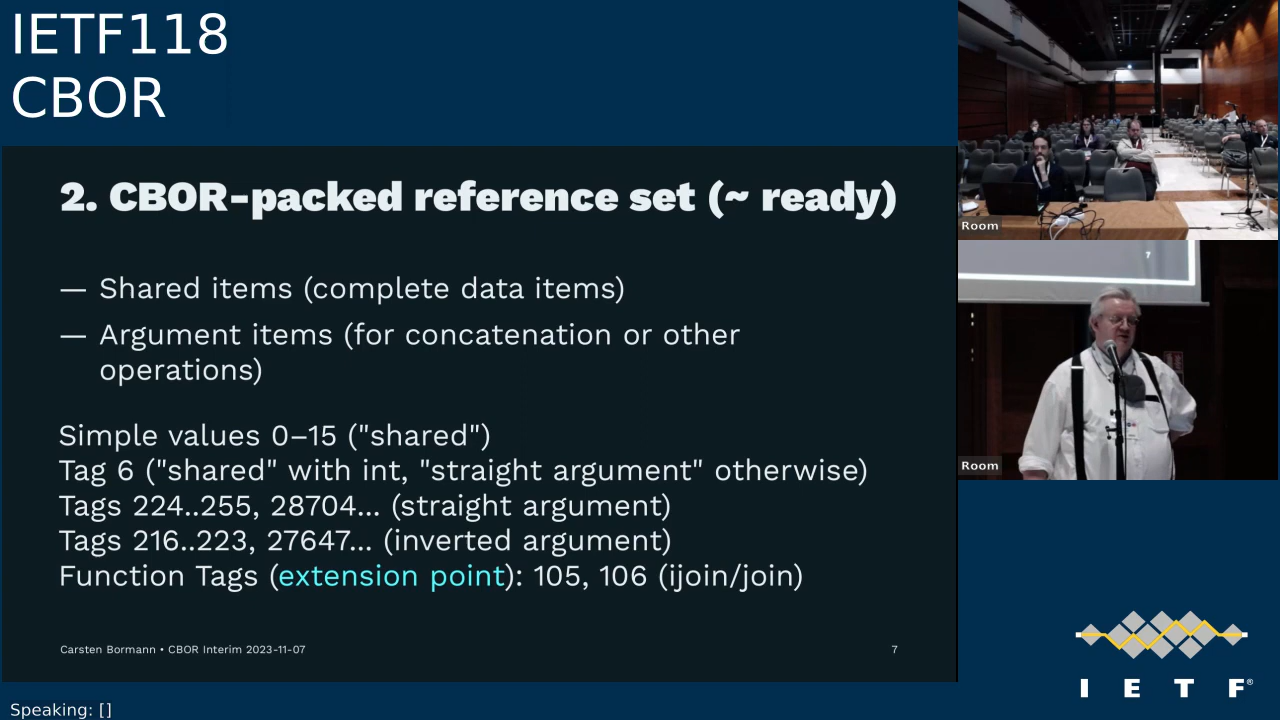 IETF118
CBOR
2. CBOR-packed reference set (~ ready)
— Shared items (complete data items)
— Argument items (for concatenation or other
operations)
Simple values 0–15 ("shared")
Tag 6 ("shared" with int, "straight argument" otherwise)
Tags 224..255, 28704... (straight argument)
Tags 216..223, 27647... (inverted argument)
Function Tags (extension point): 105, 106 (ijoin/join)
Carsten Bormann • CBOR Interim 2023-11-07
7
Room
7
Room
I E T F®
Speaking: []